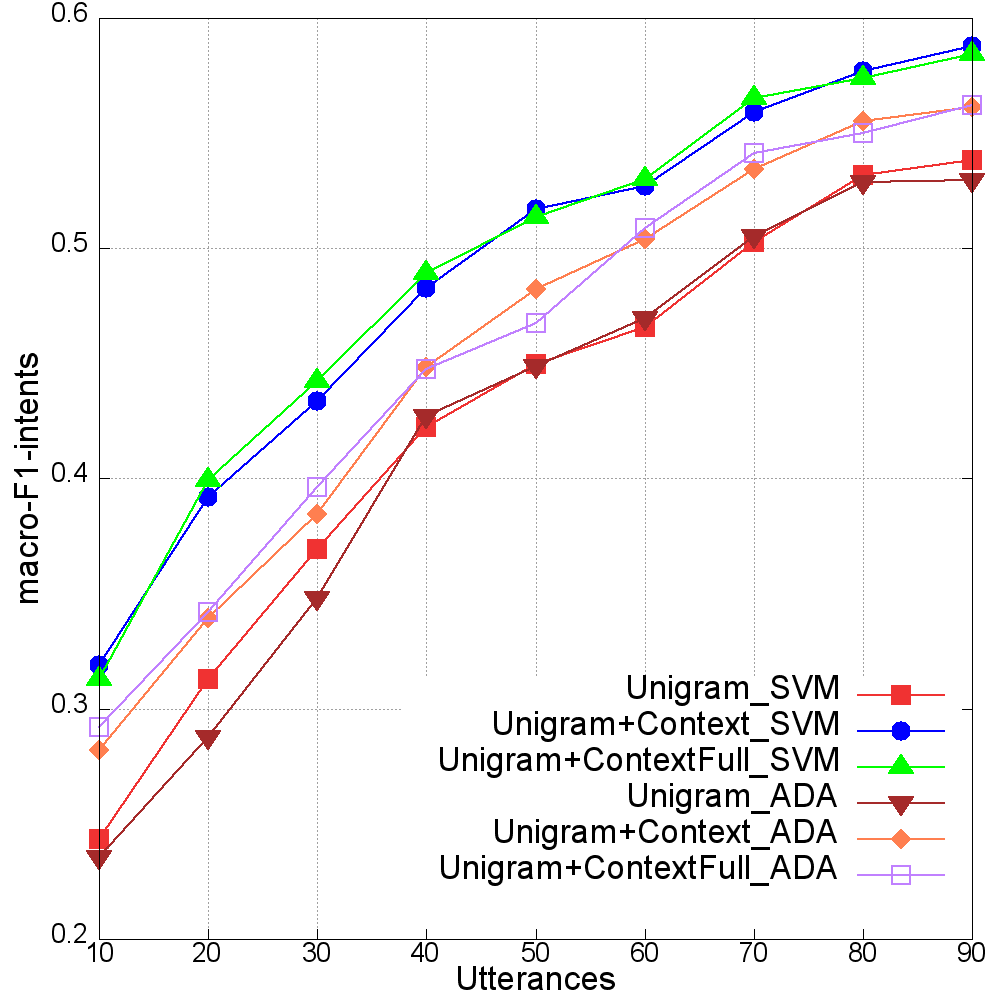 0.6
0.5
0.4
0.3
0.2
macro-F1-intents
Unigram_SVM
Unigram+Context_SVM
Unigram+ContextFull_SVM
Unigram_ADA
Unigram+Context_ADA
Unigram+ContextFull_ADA
10 20 30 40 50 60 70 80 90
Utterances